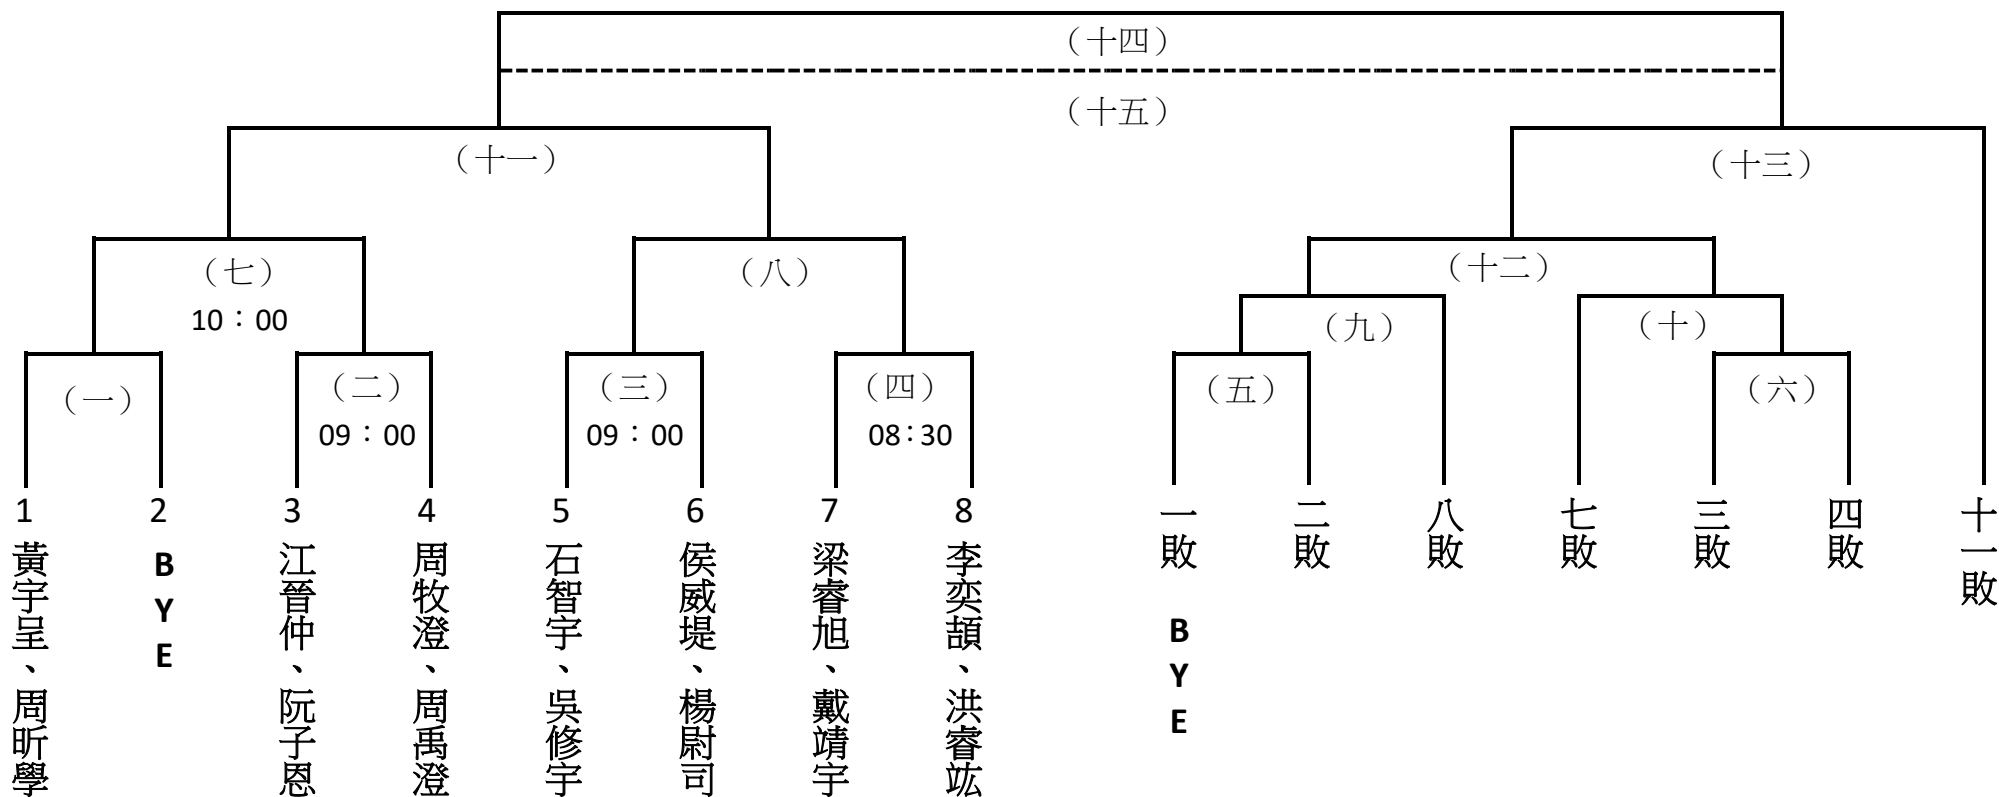 （十四）
（十五）
（十一）
（十三）
（七）
10：00
（八）
（十二）
（九）
（十）
（一）
（二）
09：00
（三）
09：00
（四）
08:30
（五）
（六）
1
黃宇呈、周昕學
2
BYE
3
江晉仲、阮子恩
4
周牧澄、周禹澄
5
石智宇、吳修宇
6
侯威堤、楊尉司
7
梁睿旭、戴靖宇
8
李奕頡、洪睿竑
一敗
BYE
二敗
八敗
七敗
三敗
四敗
十一敗